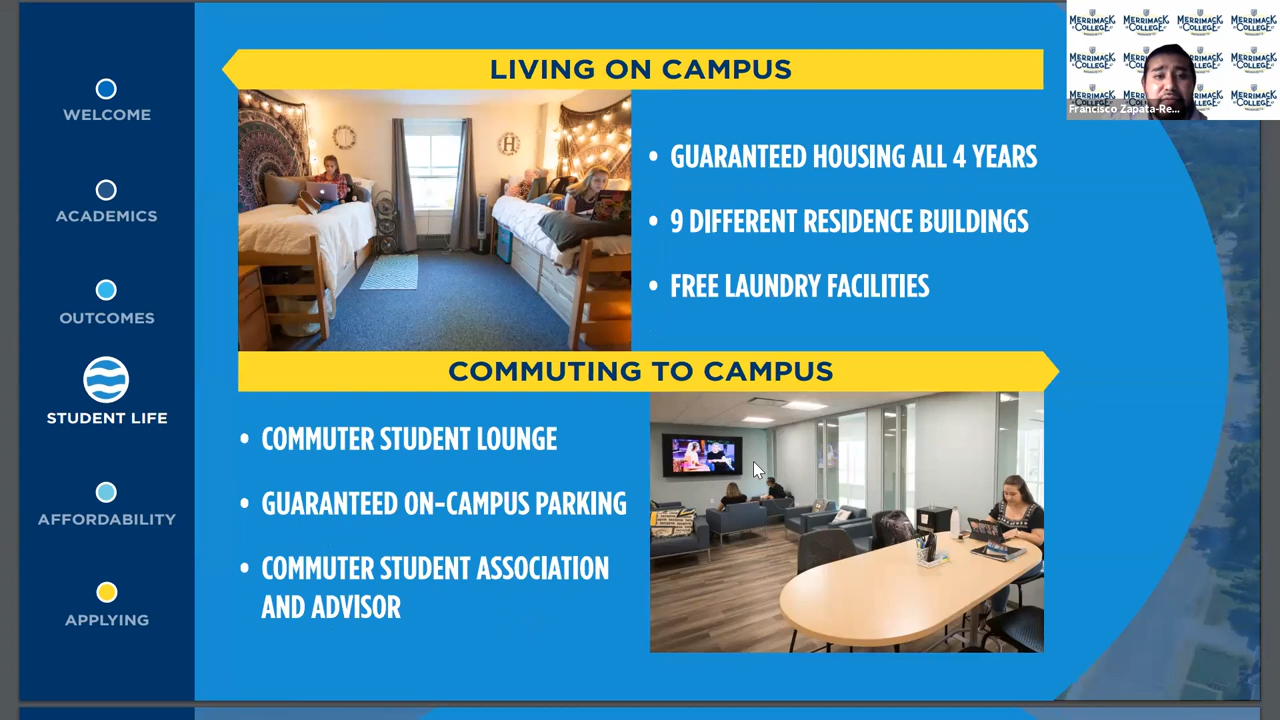 WELCOME
ACADEMICS
OUTCOMES
STUDENT LIFE
AFFORDABILITY
APPLYING
LIVING ON CAMPUS
• GUARANTEED HOUSING ALL 4 YEARS
• 9 DIFFERENT RESIDENCE BUILDINGS
• FREE LAUNDRY FACILITIES
H
COMMUTING TO CAMPUS
• COMMUTER STUDENT LOUNGE
• GUARANTEED ON-CAMPUS PARKING
• COMMUTER STUDENT ASSOCIATION
AND ADVISOR
MERRIMACK COLLEGE
Francisco Zapata-Re...